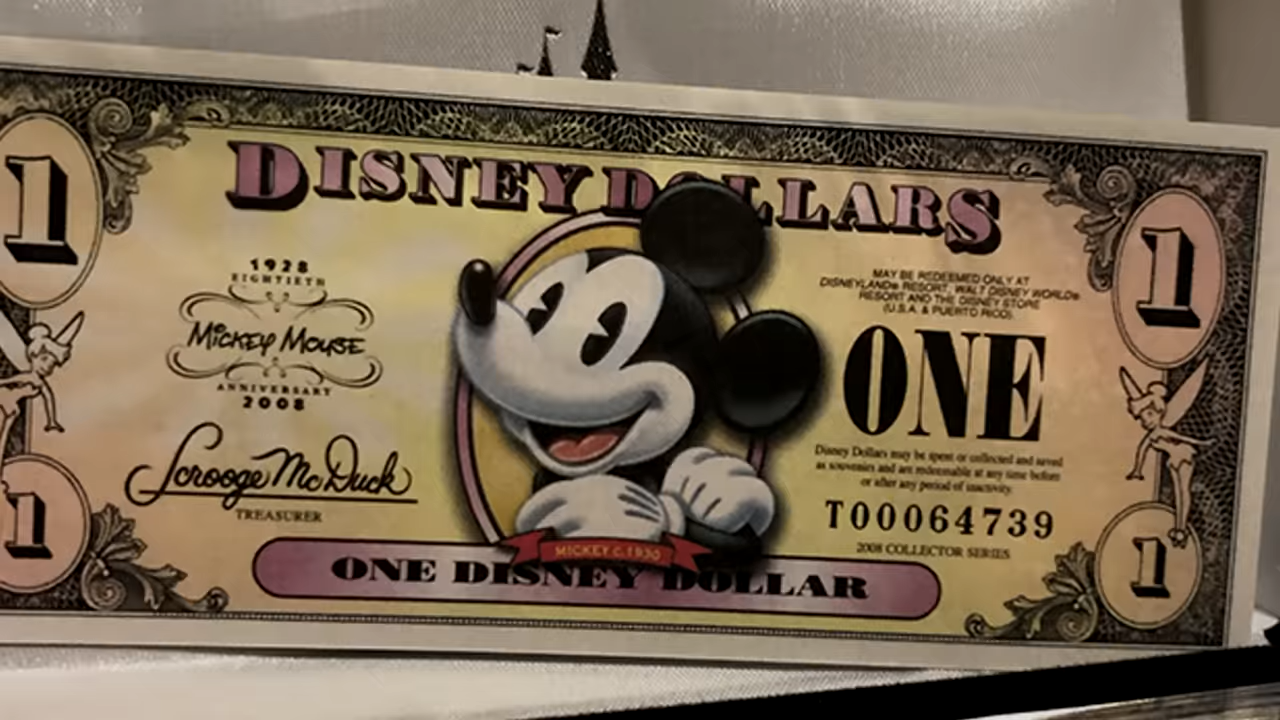 DISNEY DOLLARS
1
1
1928
EIGHTIETH
Mickey Mouse
ANNIVERSARY
2008
Scrooge McDuck
TREASURER
MAY BE REDEEMED ONLY AT
DISNEYLAND® RESORT, WALT DISNEY WORLD®
RESORT AND THE DISNEY STORE
(U.S.A. & PUERTO RICO).
ONE
Disney Dollars may be spent or collected and saved
as souvenirs and are redeemable at any time before
or after any period of inactivity.
T00064739
2008 COLLECTOR SERIES
MICKEY C. 1930
ONE DISNEY DOLLAR
1
1